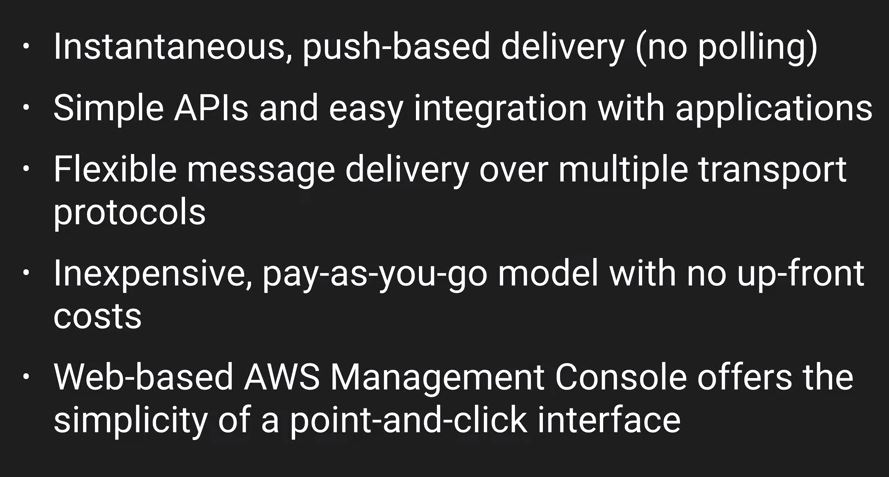 • Instantaneous, push-based delivery (no polling)
• Simple APIs and easy integration with applications
• Flexible message delivery over multiple transport
protocols
• Inexpensive, pay-as-you-go model with no up-front
costs
• Web-based AWS Management Console offers the
simplicity of a point-and-click interface